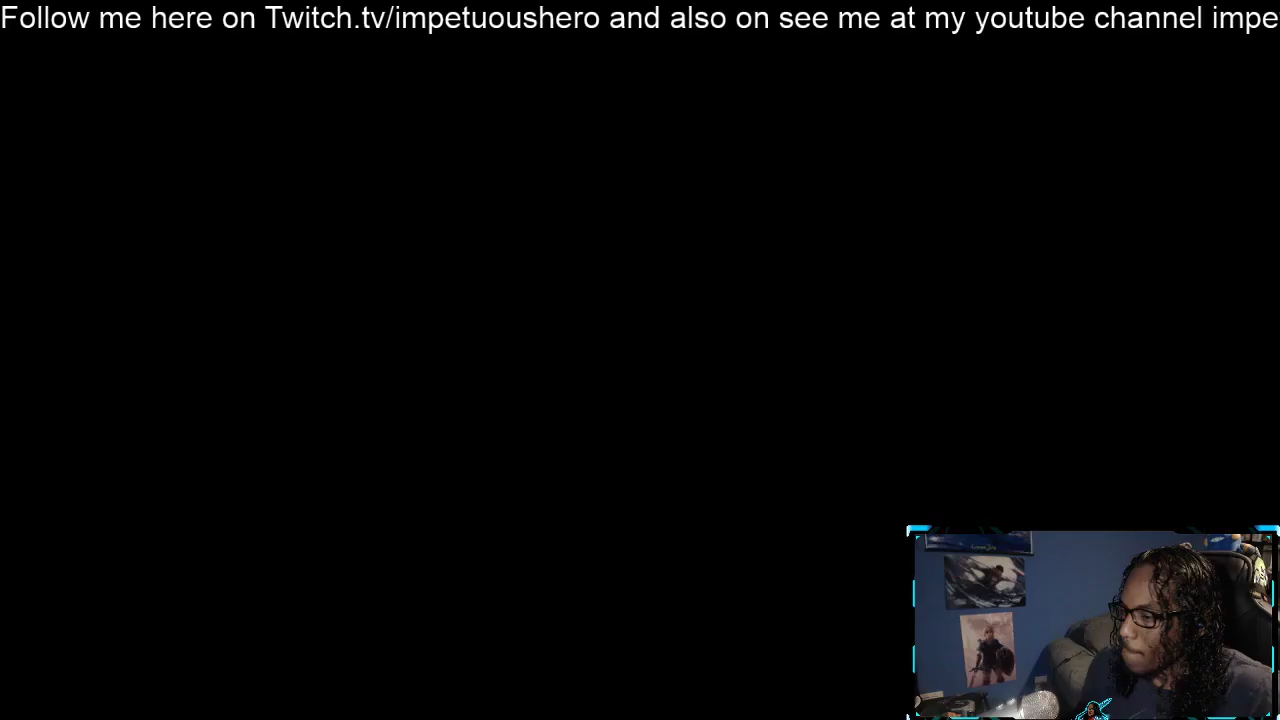 Follow me here on Twitch.tv/impetuoushero and also on see me at my youtube channel impe